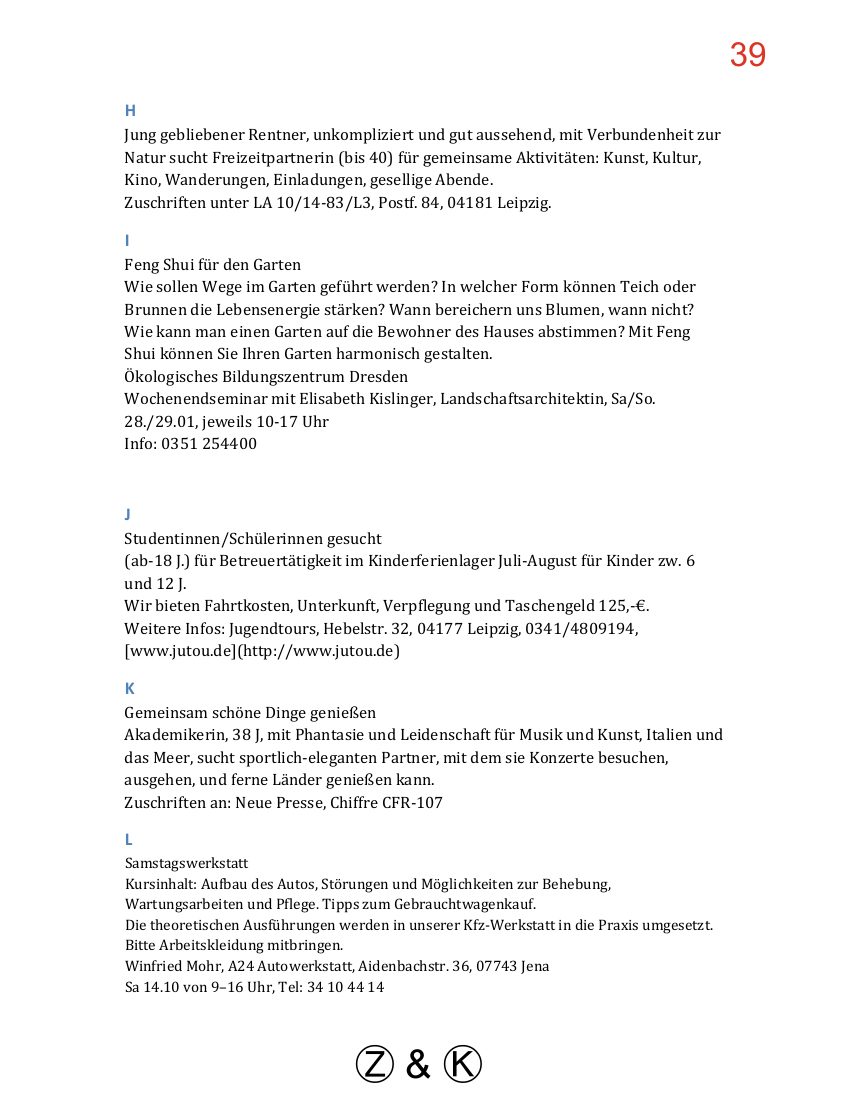 39
H
Jung gebliebener Rentner, unkompliziert und gut aussehend, mit Verbundenheit zur
Natur sucht Freizeitpartnerin (bis 40) für gemeinsame Aktivitäten: Kunst, Kultur,
Kino, Wanderungen, Einladungen, gesellige Abende.
Zuschriften unter LA 10/14-83/L3, Postf. 84, 04181 Leipzig.
I
Feng Shui für den Garten
Wie sollen Wege im Garten geführt werden? In welcher Form können Teich oder
Brunnen die Lebensenergie stärken? Wann bereichern uns Blumen, wann nicht?
Wie kann man einen Garten auf die Bewohner des Hauses abstimmen? Mit Feng
Shui können Sie Ihren Garten harmonisch gestalten.
Ökologisches Bildungszentrum Dresden
Wochenendseminar mit Elisabeth Kislinger, Landschaftsarchitektin, Sa/So.
28./29.01, jeweils 10-17 Uhr
Info: 0351 254400
J
Studentinnen/Schülerinnen gesucht
(ab-18 J.) für Betreuertätigkeit im Kinderferienlager Juli-August für Kinder zw. 6
und 12 J.
Wir bieten Fahrtkosten, Unterkunft, Verpflegung und Taschengeld 125,-€.
Weitere Infos: Jugendtours, Hebelstr. 32, 04177 Leipzig, 0341/4809194,
[www.jutou.de](http://www.jutou.de)
K
Gemeinsam schöne Dinge genießen
Akademikerin, 38 J, mit Phantasie und Leidenschaft für Musik und Kunst, Italien und
das Meer, sucht sportlich-eleganten Partner, mit dem sie Konzerte besuchen,
ausgehen, und ferne Länder genießen kann.
Zuschriften an: Neue Presse, Chiffre CFR-107
L
Samstagswerkstatt
Kursinhalt: Aufbau des Autos, Störungen und Möglichkeiten zur Behebung,
Wartungsarbeiten und Pflege. Tipps zum Gebrauchtwagenkauf.
Die theoretischen Ausführungen werden in unserer Kfz-Werkstatt in die Praxis umgesetzt.
Bitte Arbeitskleidung mitbringen.
Winfried Mohr, A24 Autowerkstatt, Aidenbachstr. 36, 07743 Jena
Sa 14.10 von 9–16 Uhr, Tel: 34 10 44 14
Ⓩ & Ⓚ